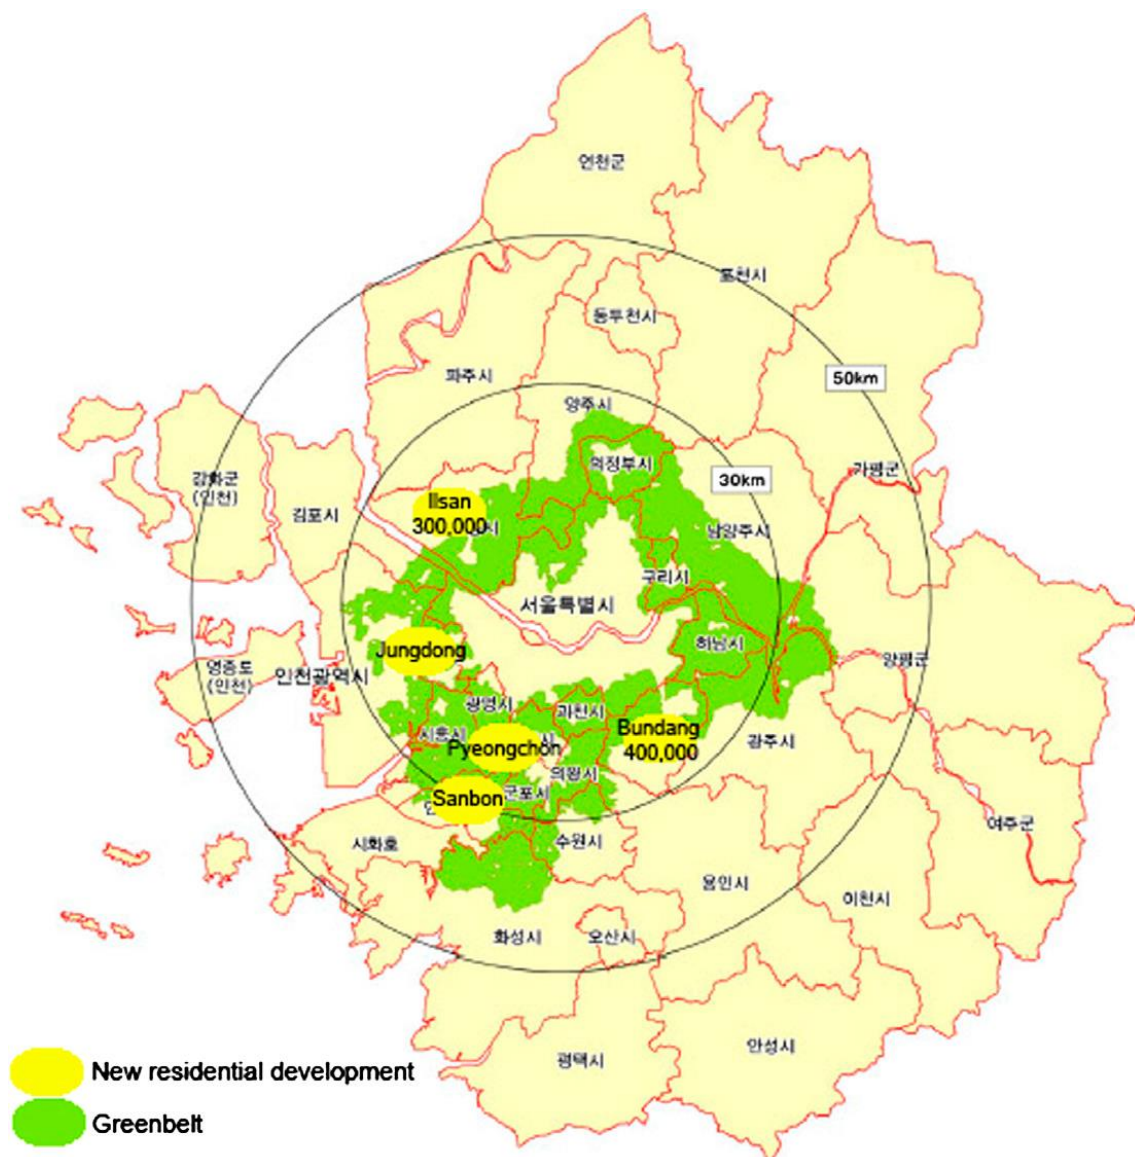 연천군
포천시
동두천시
파주시
50km
양주시
의정부시
30km
가평군
강화군
(인천)
김포시
Ilsan
300,000
시
남양주시
구리시
서울특별시
하남시
Jungdong
영종도
(인천)
인천광역시
양평군
광명시
과천시
시흥시
Pyeongchon
시
Bundang
400,000
광주시
의왕시
Sanbon
군포시
시화호
수원시
여주군
용인시
이천시
화성시
오산시
평택시
안성시
New residential development
Greenbelt